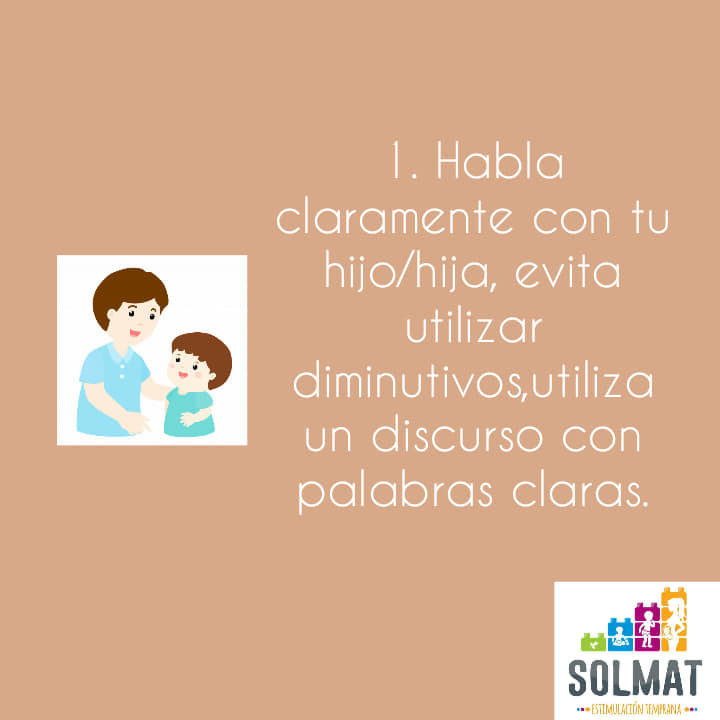 1. Habla
claramente con tu
hijo/hija, evita
utilizar
diminutivos,utiliza
un discurso con
palabras claras.
SOLMAT
ESTIMULACIÓN TEMPRANA